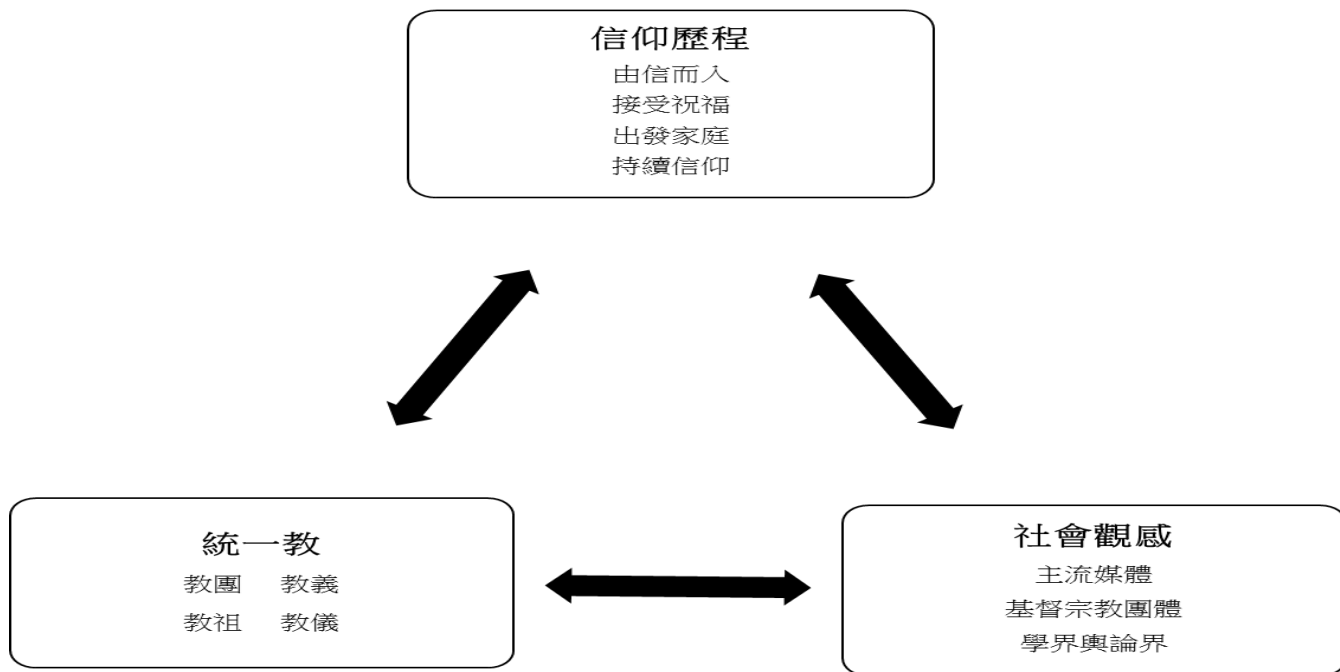 信仰歷程
由信而入
接受祝福
出發家庭
持續信仰
統一教
教團 教義
教祖 教儀
社會觀感
主流媒體
基督宗教團體
學界輿論界